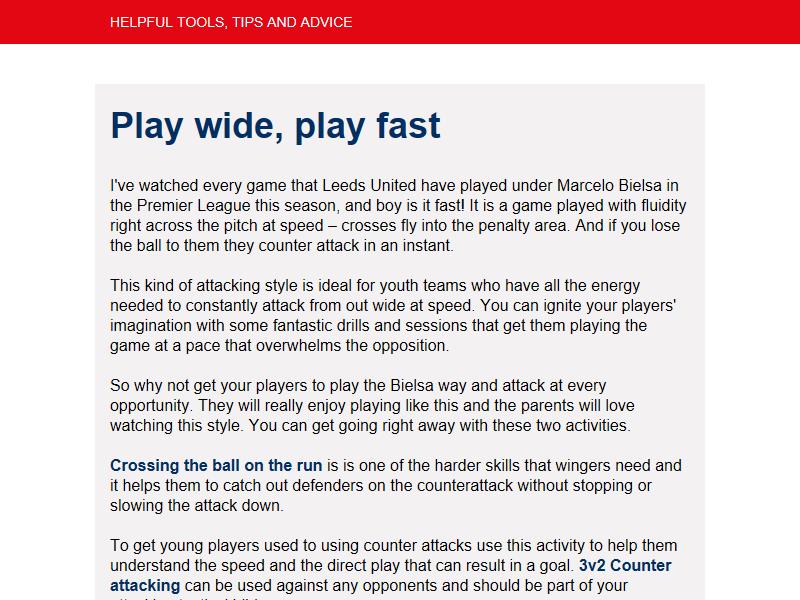 HELPFUL TOOLS, TIPS AND ADVICE
Play wide, play fast
I've watched every game that Leeds United have played under Marcelo Bielsa in
the Premier League this season, and boy is it fast! It is a game played with fluidity
right across the pitch at speed – crosses fly into the penalty area. And if you lose
the ball to them they counter attack in an instant.
This kind of attacking style is ideal for youth teams who have all the energy
needed to constantly attack from out wide at speed. You can ignite your players'
imagination with some fantastic drills and sessions that get them playing the
game at a pace that overwhelms the opposition.
So why not get your players to play the Bielsa way and attack at every
opportunity. They will really enjoy playing like this and the parents will love
watching this style. You can get going right away with these two activities.
Crossing the ball on the run is is one of the harder skills that wingers need and
it helps them to catch out defenders on the counterattack without stopping or
slowing the attack down.
To get young players used to using counter attacks use this activity to help them
understand the speed and the direct play that can result in a goal. 3v2 Counter
attacking can be used against any opponents and should be part of your